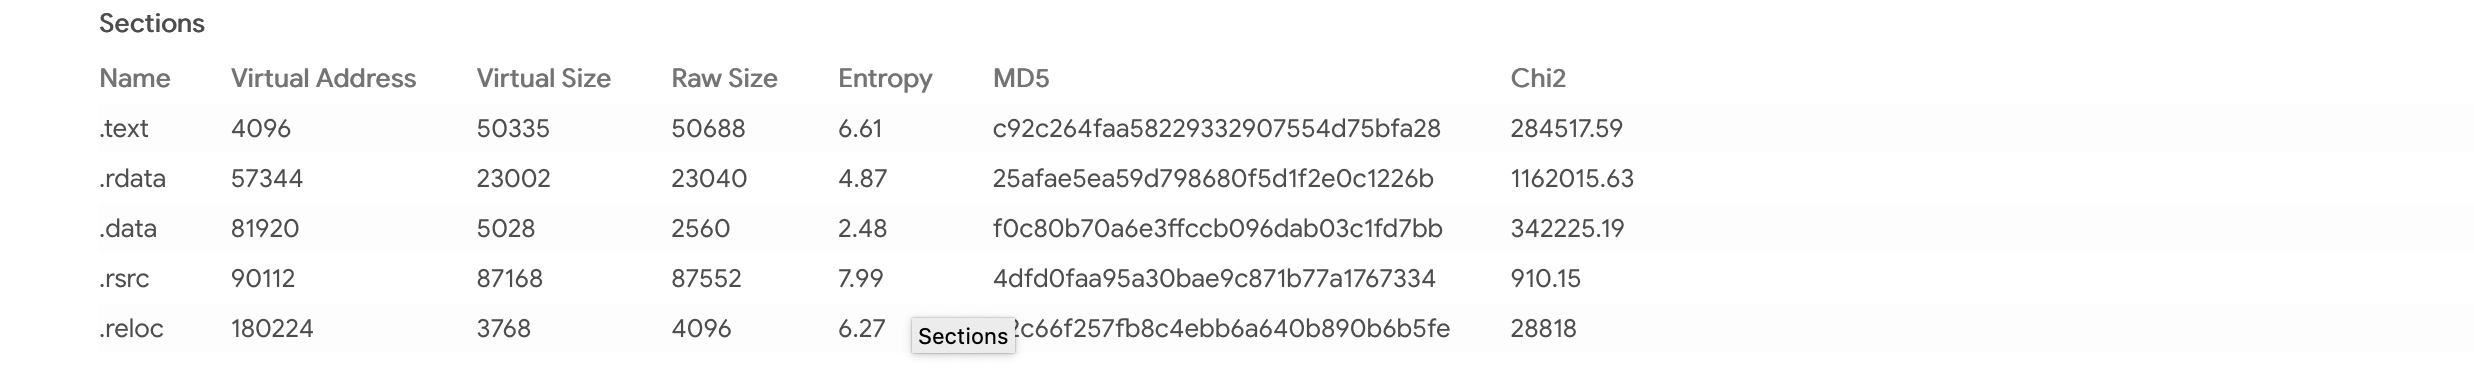 Sections
Name Virtual Address Virtual Size Raw Size Entropy MD5 Chi2
.text 4096 50335 50688 6.61 c92c264faa58229332907554d75bfa28 284517.59
.rdata 57344 23002 23040 4.87 25afae5ea59d798680f5d1f2e0c1226b 1162015.63
.data 81920 5028 2560 2.48 f0c80b70a6e3ffccb096dab03c1fd7bb 342225.19
.rsrc 90112 87168 87552 7.99 4dfd0faa95a30bae9c871b77a1767334 910.15
.reloc 180224 3768 4096 6.27 28818
Sections